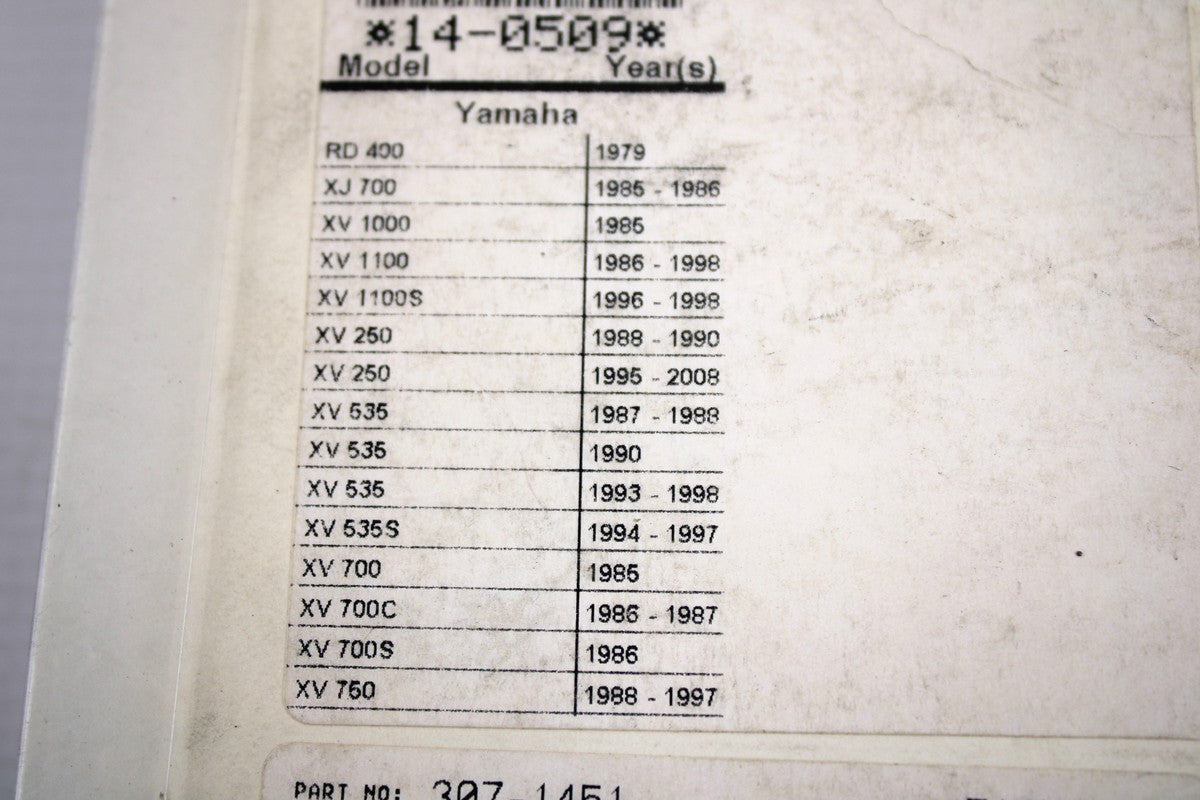 *14-0509*
Model Year(s)
Yamaha
RD 400 1979
XJ 700 1985 - 1986
XV 1000 1985
XV 1100 1986 - 1998
XV 1100S 1996 - 1998
XV 250 1988 - 1990
XV 250 1995 - 2008
XV 535 1987 - 1988
XV 535 1990
XV 535 1993 - 1998
XV 535S 1994 - 1997
XV 700 1985
XV 700C 1986 - 1987
XV 700S 1986
XV 750 1988 - 1997
PART NO: 307-1451